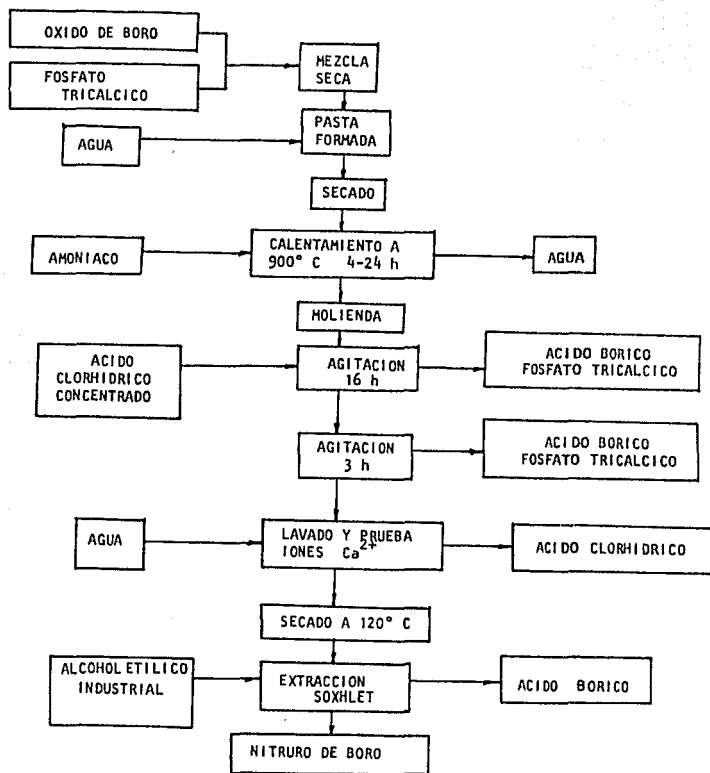 OXIDO DE BORO
FOSFATO
TRICALCICO
MEZCLA
SECA
PASTA
FORMADA
AGUA
SECADO
AMONIACO
CALENTAMIENTO A
900° C 4-24 h
AGUA
MOLIENDA
ACIDO
CLORHIDRICO
CONCENTRADO
AGITACION
16 h
ACIDO BORICO
FOSFATO TRICALCICO
AGITACION
3 h
ACIDO BORICO
FOSFATO TRICALCICO
AGUA
LAVADO Y PRUEBA
IONES Ca²⁺
ACIDO CLORHIDRICO
SECADO A 120° C
ALCOHOL ETILICO
INDUSTRIAL
EXTRACCION
SOXHLET
ACIDO BORICO
NITRURO DE BORO